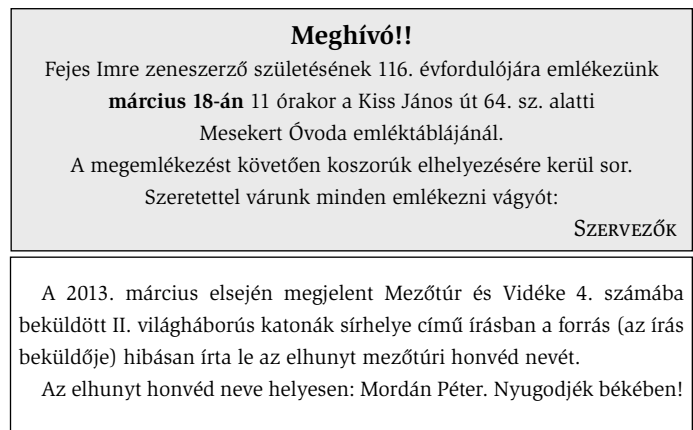 Meghívó!!
Fejes Imre zeneszerző születésének 116. évfordulójára emlékezünk
március 18-án 11 órakor a Kiss János út 64. sz. alatti
Mesekert Óvoda emléktáblájánál.
A megemlékezést követően koszorúk elhelyezésére kerül sor.
Szeretettel várunk minden emlékezni vágyót:
Szervezők
A 2013. március elsején megjelent Mezőtúr és Vidéke 4. számába
beküldött II. világháborús katonák sírhelye című írásban a forrás (az írás
beküldője) hibásan írta le az elhunyt mezőtúri honvéd nevét.
Az elhunyt honvéd neve helyesen: Mordán Péter. Nyugodjék békében!